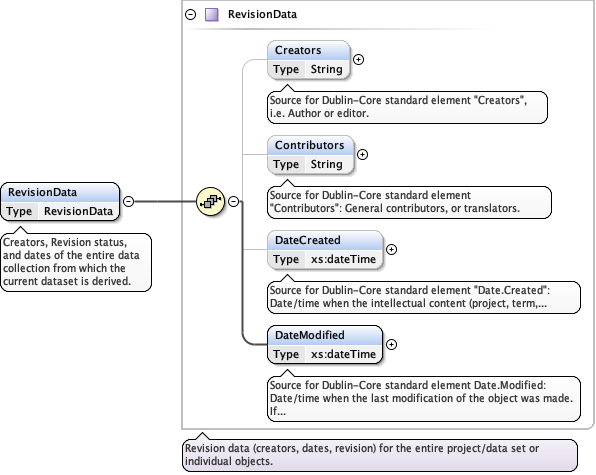 RevisionData
Creators
Type String
Source for Dublin-Core standard element "Creators",
i.e. Author or editor.
Contributors
Type String
Source for Dublin-Core standard element
"Contributors": General contributors, or translators.
RevisionData
Type RevisionData
Creators, Revision status,
and dates of the entire data
collection from which the
current dataset is derived.
DateCreated
Type xs:dateTime
Source for Dublin-Core standard element "Date.Created":
Date/time when the intellectual content (project, term,...
DateModified
Type xs:dateTime
Source for Dublin-Core standard element Date.Modified:
Date/time when the last modification of the object was made.
If...
Revision data (creators, dates, revision) for the entire project/data set or
individual objects.